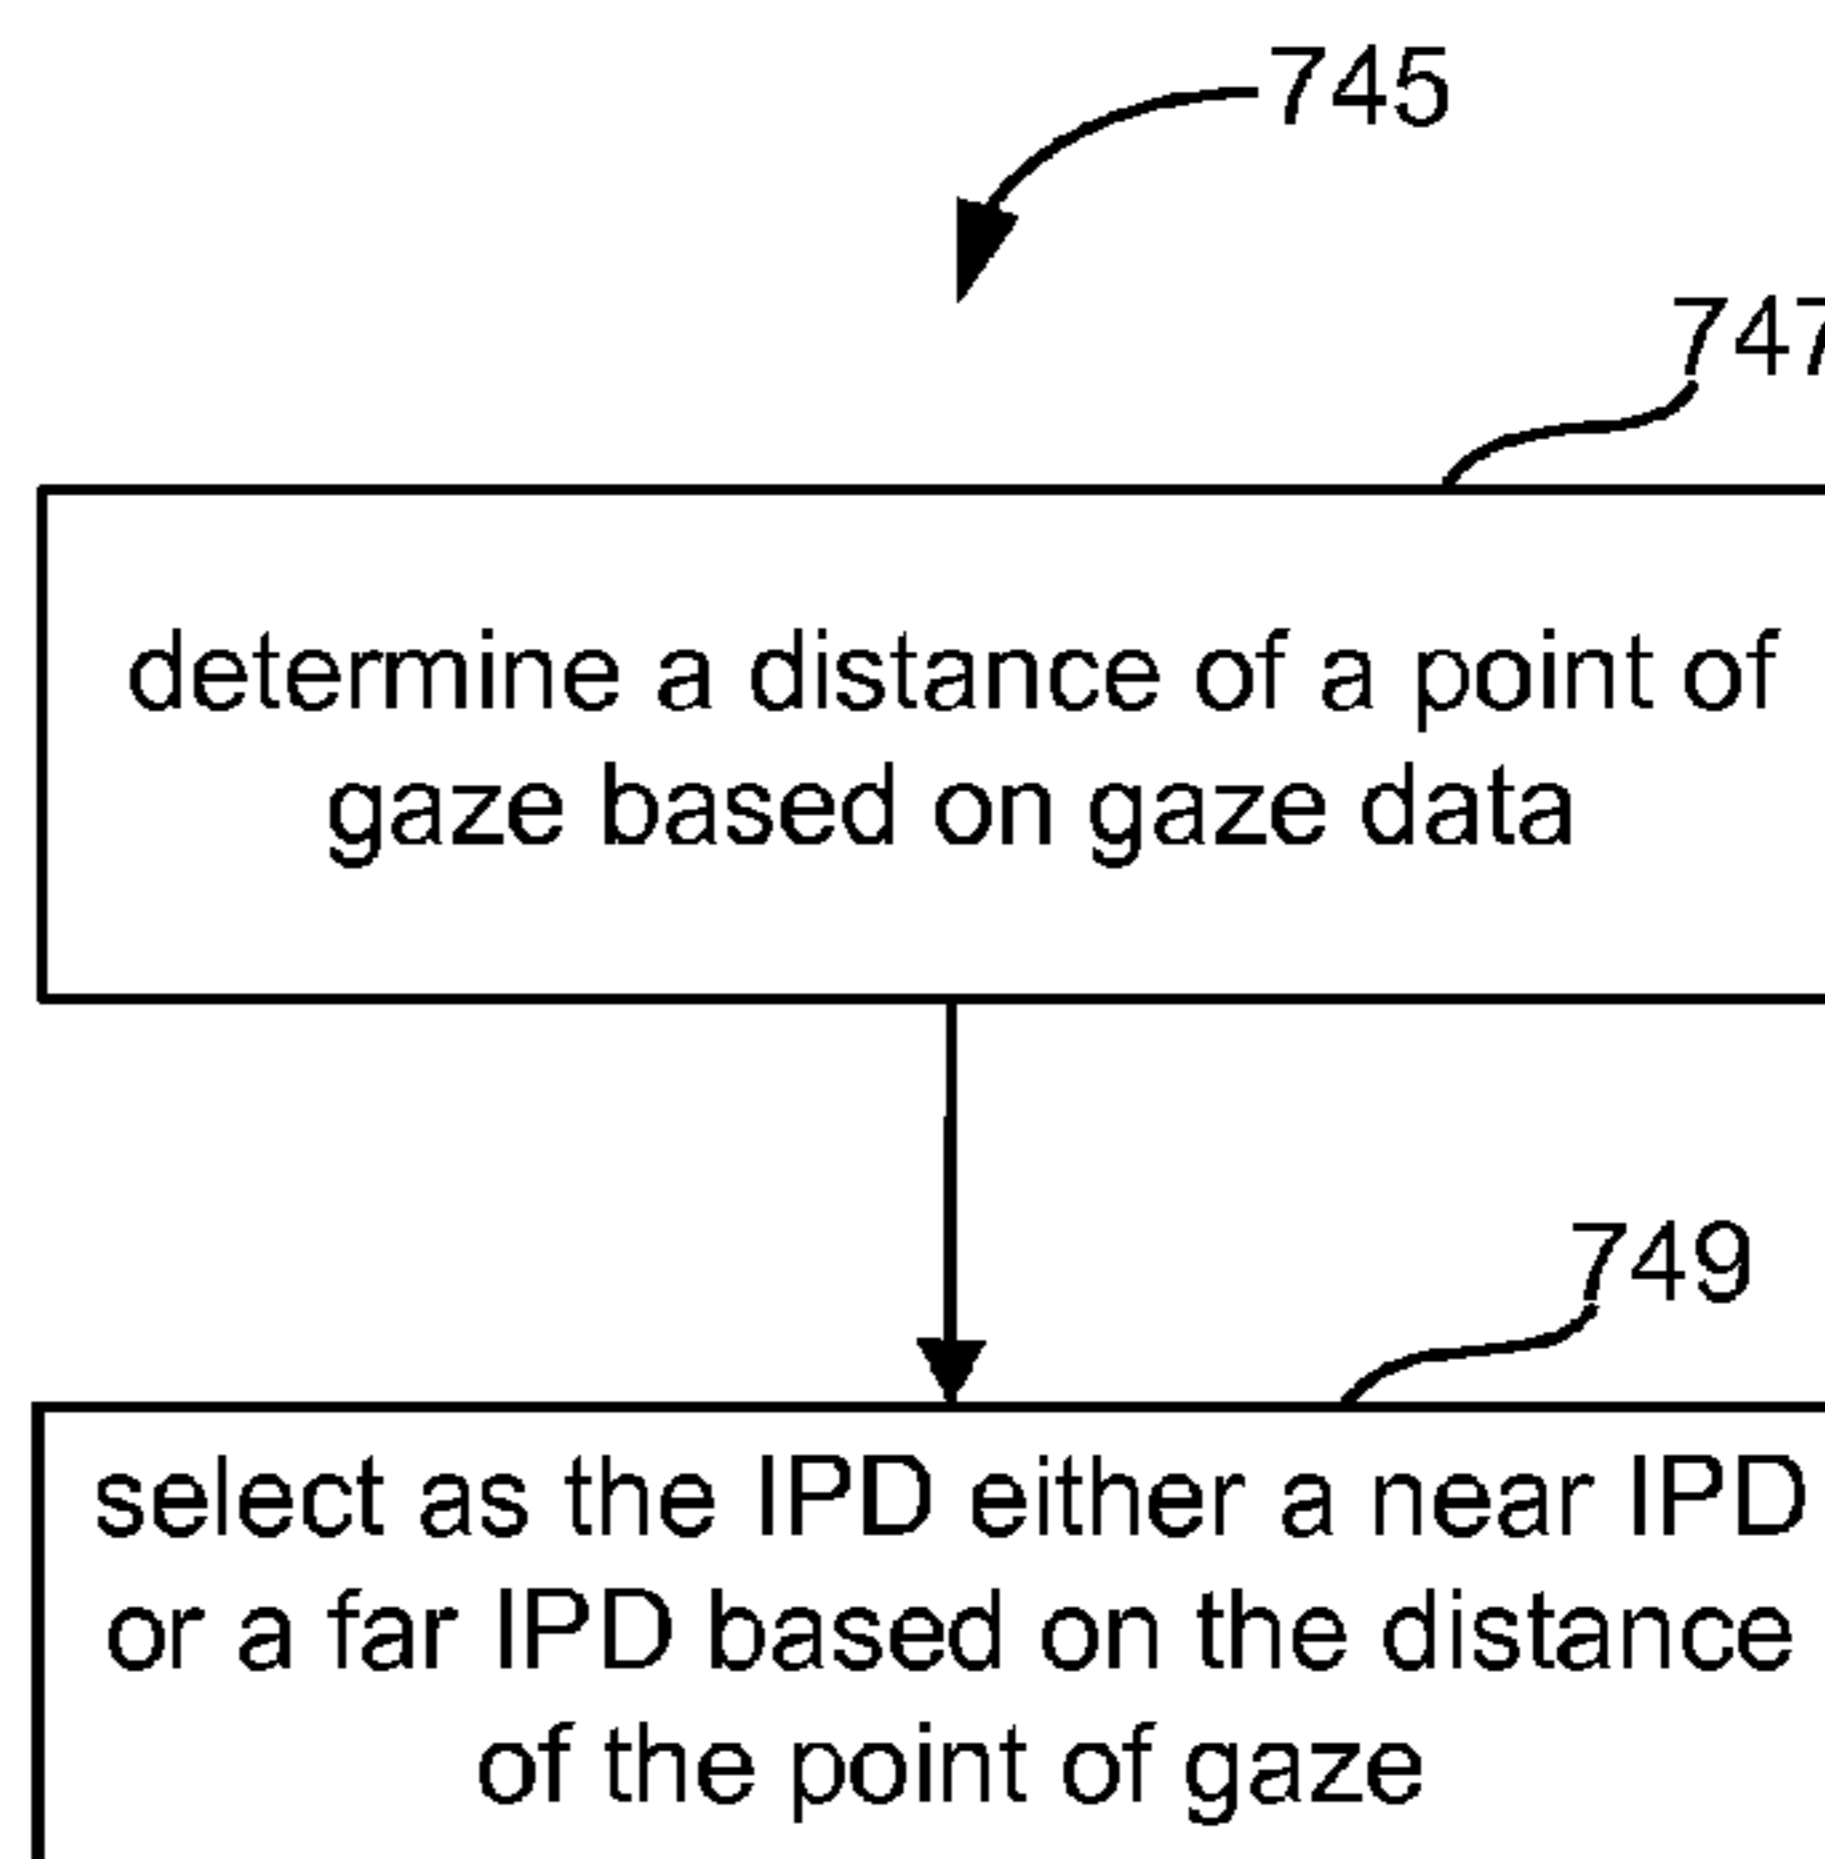 745
747
determine a distance of a point of
gaze based on gaze data
749
select as the IPD either a near IPD
or a far IPD based on the distance
of the point of gaze